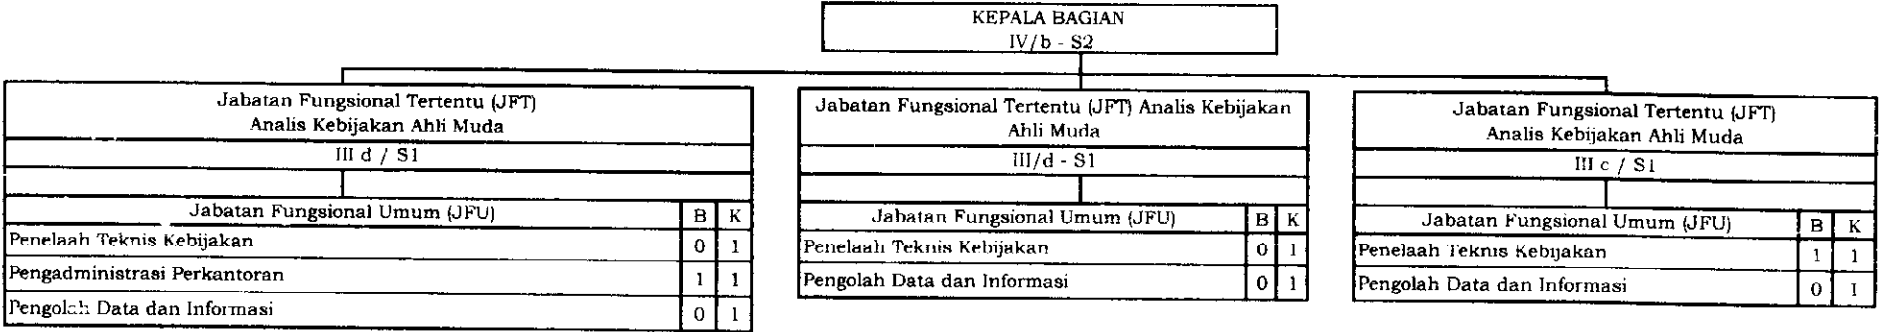 KEPALA BAGIAN
IV/b - S2
Jabatan Fungsional Tertentu (JFT)
Analis Kebijakan Ahli Muda
III d / S1
Jabatan Fungsional Umum (JFU) B K
Penelaah Teknis Kebijakan 0 1
Pengadministrasi Perkantoran 1 1
Pengolah Data dan Informasi 0 1
Jabatan Fungsional Tertentu (JFT) Analis Kebijakan
Ahli Muda
III/d - S1
Jabatan Fungsional Umum (JFU) B K
Penelaah Teknis Kebijakan 0 1
Pengolah Data dan Informasi 0 1
Jabatan Fungsional Tertentu (JFT)
Analis Kebijakan Ahli Muda
III c / S1
Jabatan Fungsional Umum (JFU) B K
Penelaah Teknis Kebijakan 1 1
Pengolah Data dan Informasi 0 1